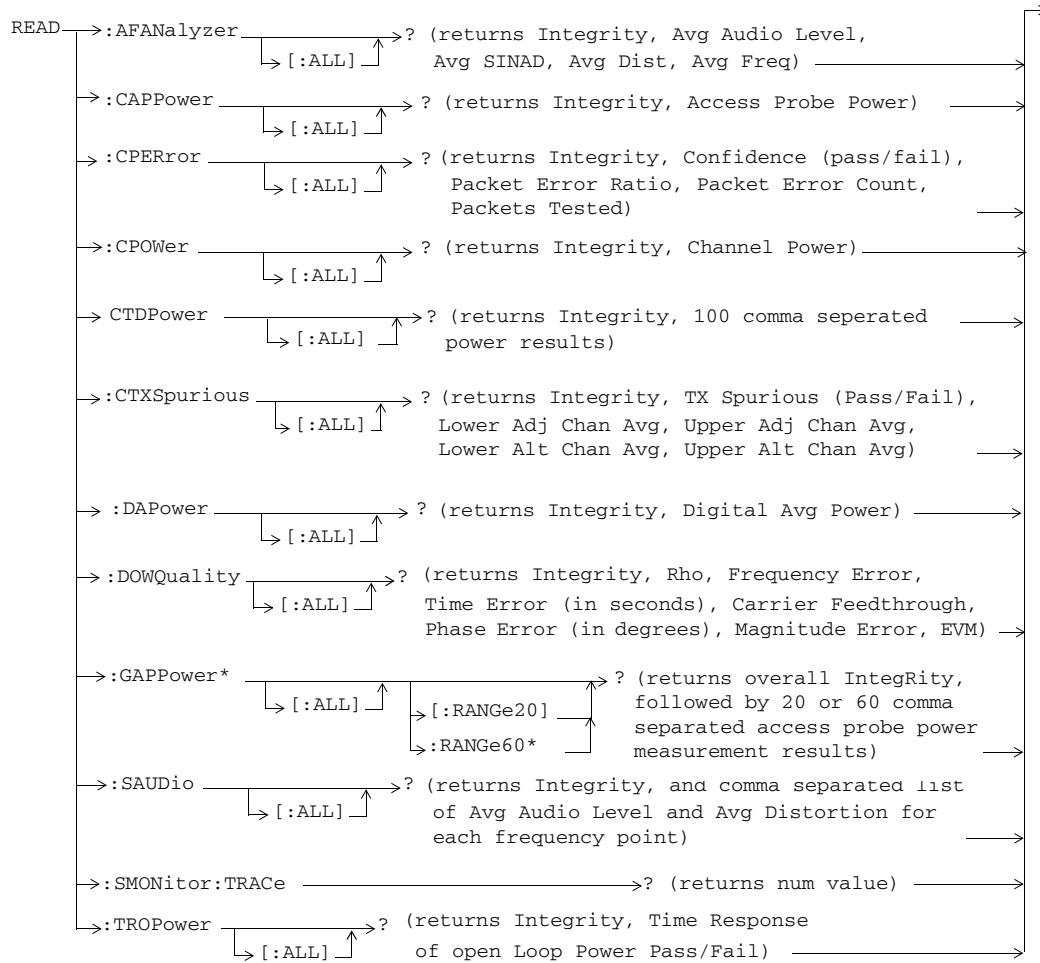 READ :AFANalyzer ? (returns Integrity, Avg Audio Level,
[:ALL] Avg SINAD, Avg Dist, Avg Freq)
:CAPPower ? (returns Integrity, Access Probe Power)
[:ALL]
:CPERror ? (returns Integrity, Confidence (pass/fail),
[:ALL] Packet Error Ratio, Packet Error Count,
Packets Tested)
:CPOWer ? (returns Integrity, Channel Power)
[:ALL]
CTDPower ? (returns Integrity, 100 comma seperated
[:ALL] power results)
:CTXSpurious ? (returns Integrity, TX Spurious (Pass/Fail),
[:ALL] Lower Adj Chan Avg, Upper Adj Chan Avg,
Lower Alt Chan Avg, Upper Alt Chan Avg)
:DAPower ? (returns Integrity, Digital Avg Power)
[:ALL]
:DOWQuality ? (returns Integrity, Rho, Frequency Error,
[:ALL] Time Error (in seconds), Carrier Feedthrough,
Phase Error (in degrees), Magnitude Error, EVM)
:GAPPower* ? (returns overall IntegRity,
[:ALL] [:RANGe20] followed by 20 or 60 comma
separated access probe power
:RANGe60* measurement results)
:SAUDio ? (returns Integrity, and comma separated list
[:ALL] of Avg Audio Level and Avg Distortion for
each frequency point)
:SMONitor:TRACe ? (returns num value)
:TROPower ? (returns Integrity, Time Response
[:ALL] of open Loop Power Pass/Fail)